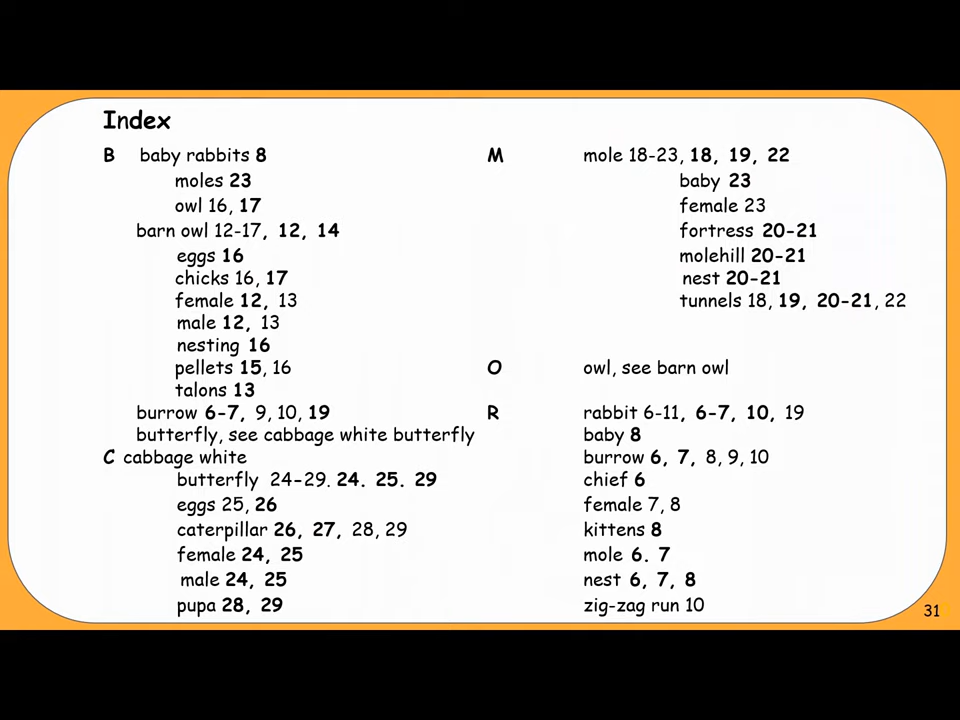 Index
B baby rabbits 8
moles 23
owl 16, 17
barn owl 12-17, 12, 14
eggs 16
chicks 16, 17
female 12, 13
male 12, 13
nesting 16
pellets 15, 16
talons 13
burrow 6-7, 9, 10, 19
butterfly, see cabbage white butterfly
C cabbage white
butterfly 24-29. 24. 25. 29
eggs 25, 26
caterpillar 26, 27, 28, 29
female 24, 25
male 24, 25
pupa 28, 29
M mole 18-23, 18, 19, 22
baby 23
female 23
fortress 20-21
molehill 20-21
nest 20-21
tunnels 18, 19, 20-21, 22
O owl, see barn owl
R rabbit 6-11, 6-7, 10, 19
baby 8
burrow 6, 7, 8, 9, 10
chief 6
female 7, 8
kittens 8
mole 6. 7
nest 6, 7, 8
zig-zag run 10
31